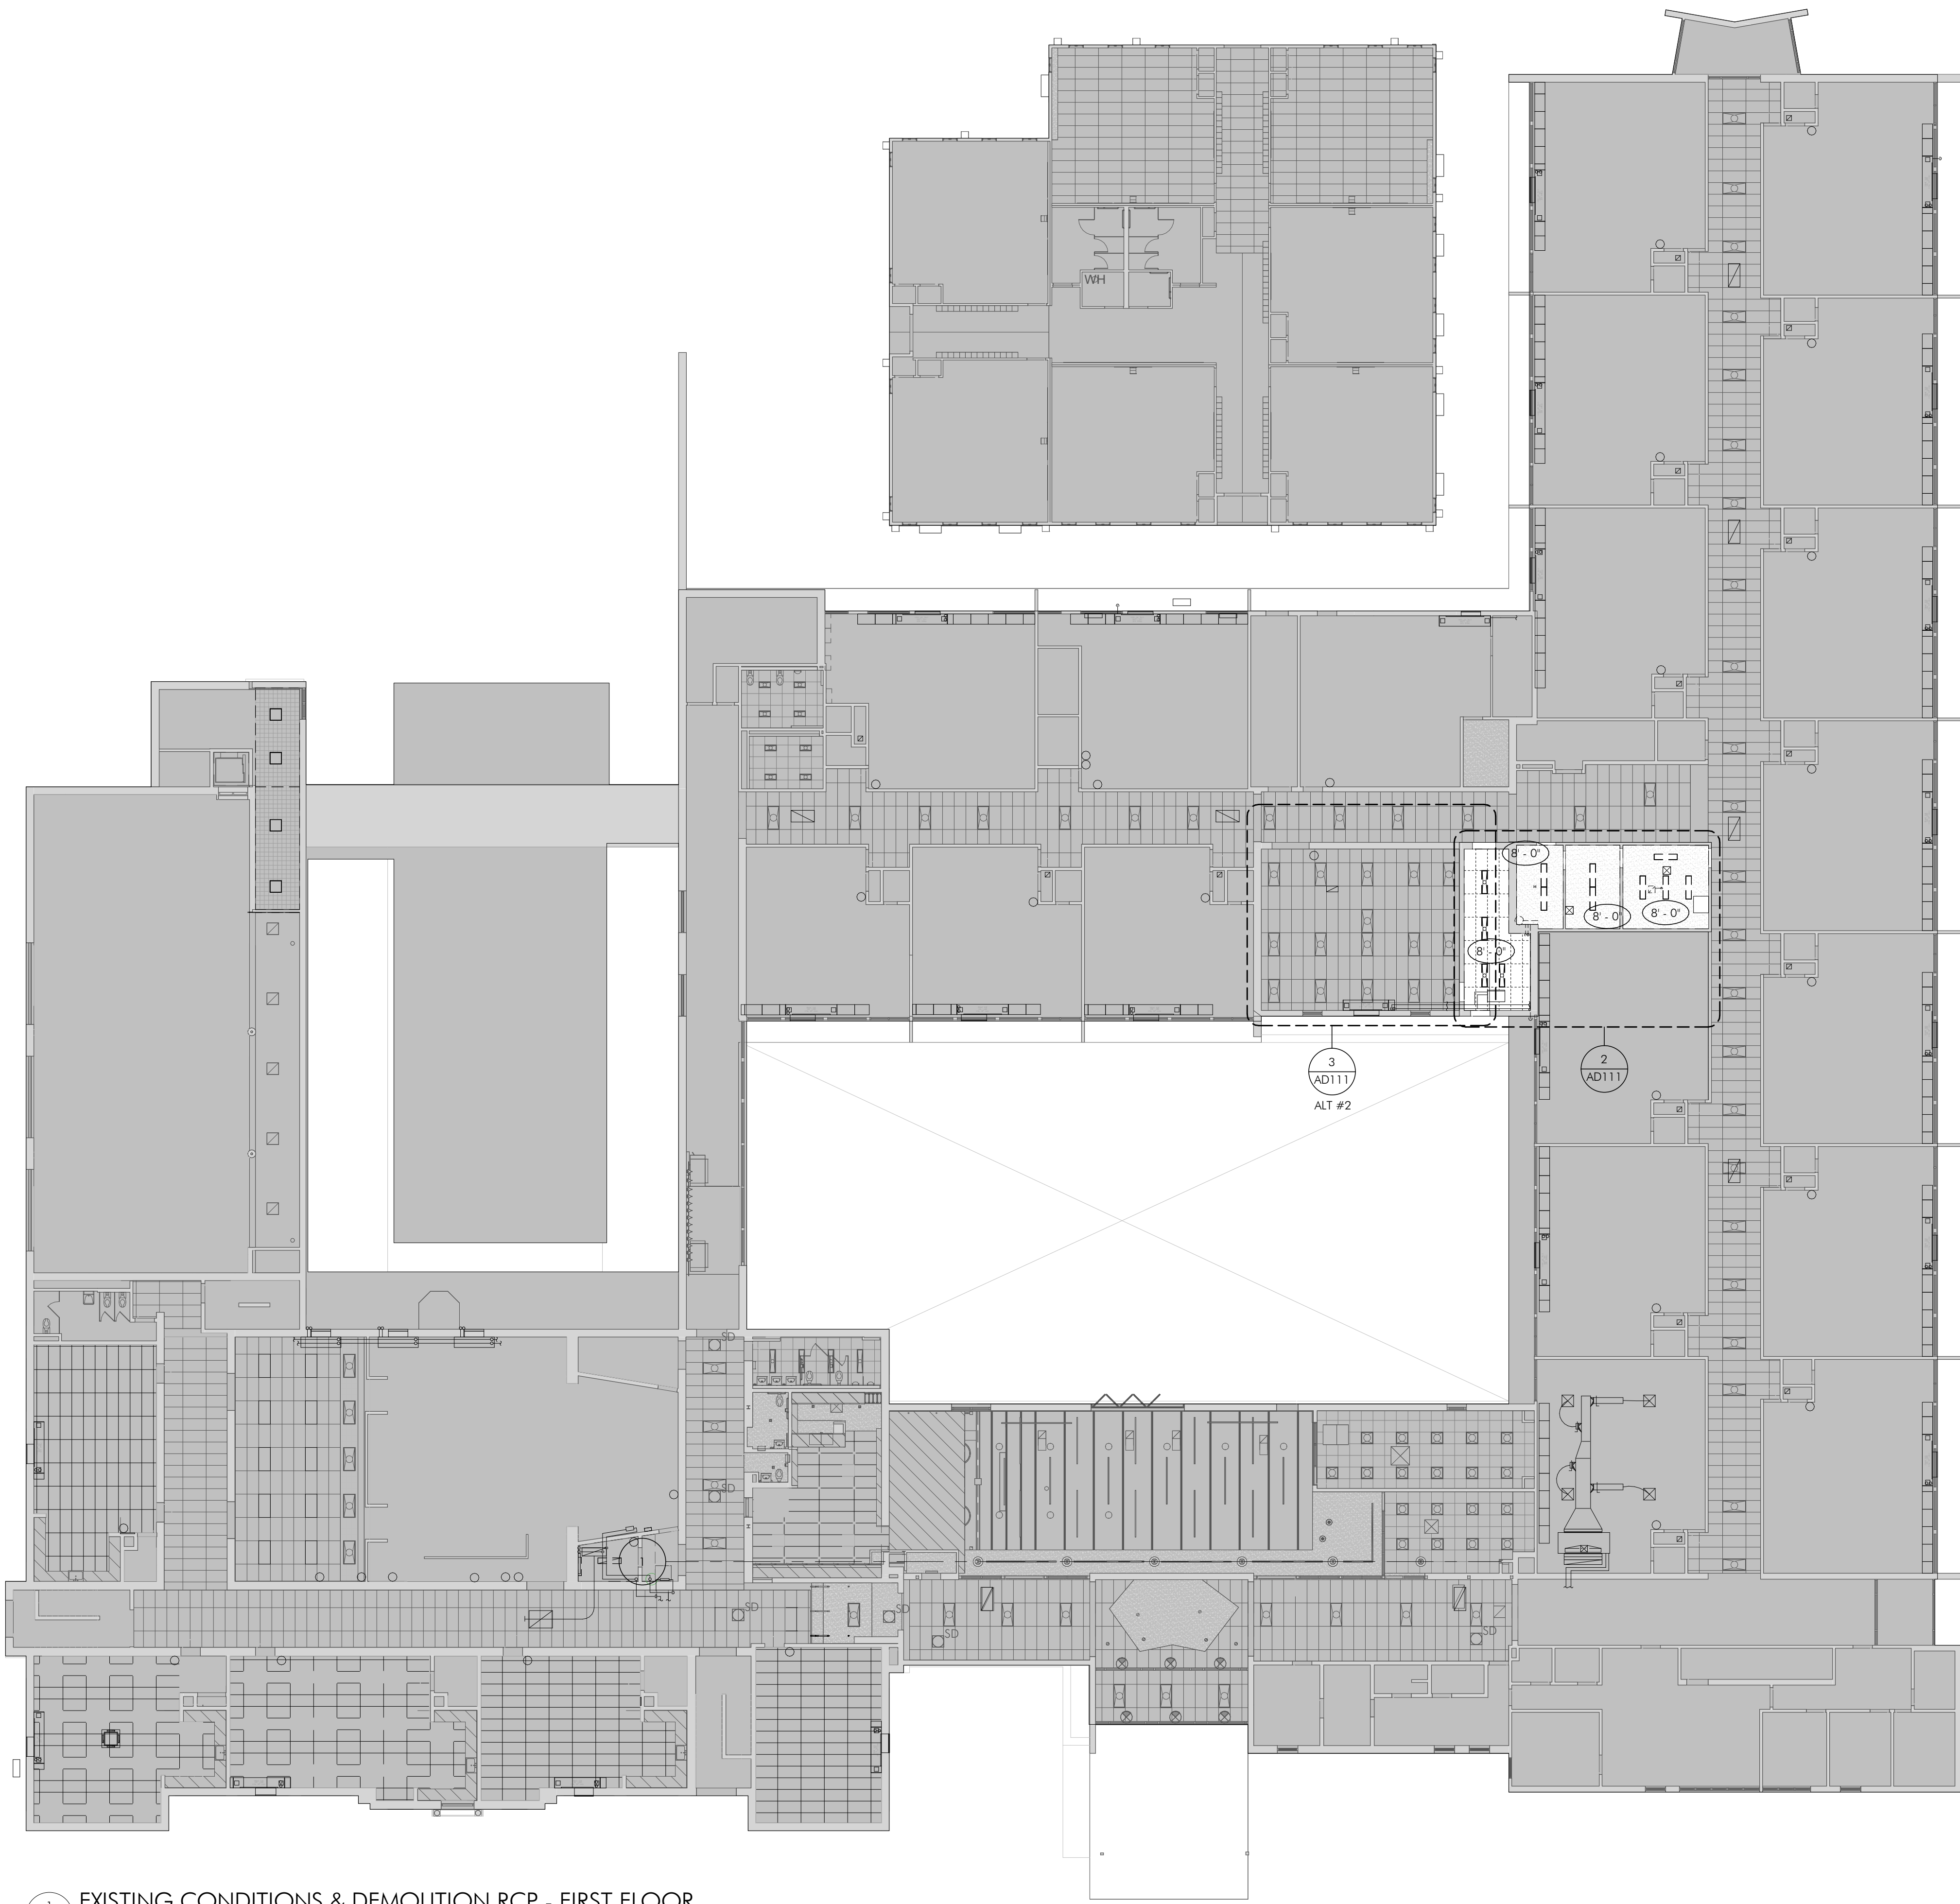 WH
8' - 0"
8' - 0"
8' - 0"
8' - 0"
3
AD111
ALT #2
2
AD111
SD
SD
SD
SD
SD
SD
1
EXISTING CONDITIONS & DEMOLITION RCP - FIRST FLOOR